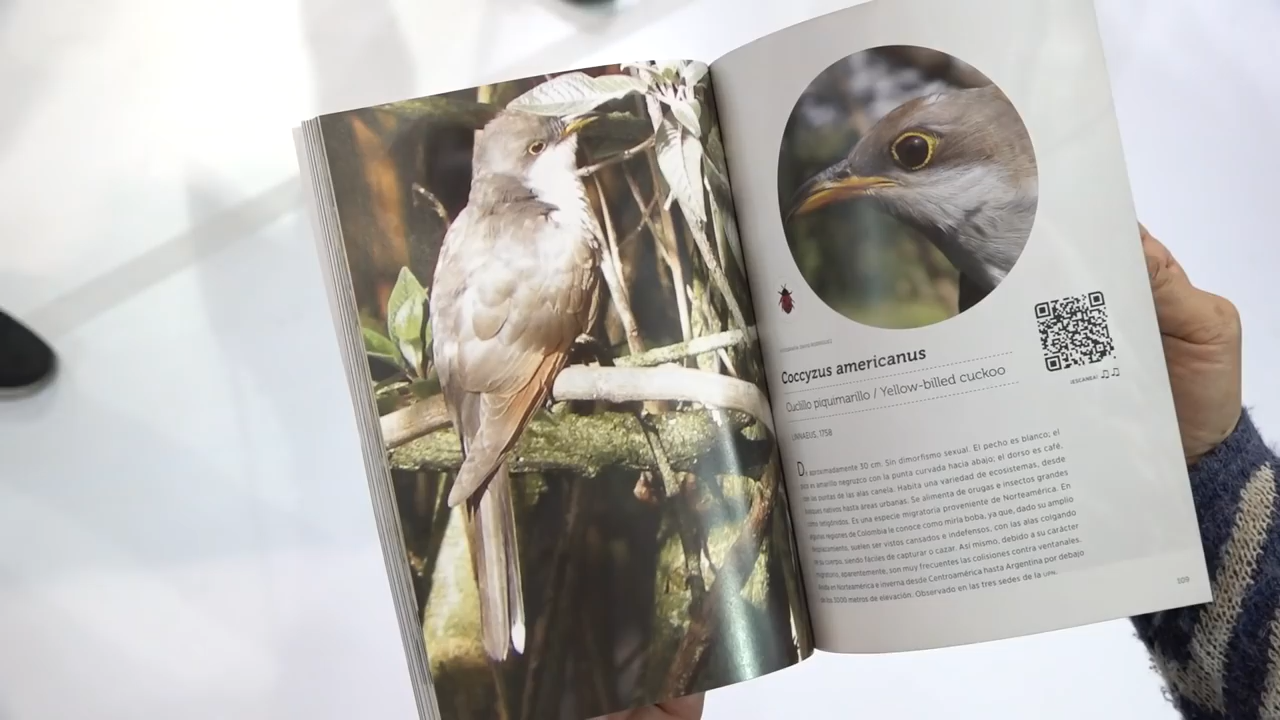 Coccyzus americanus
Cuclillo piquimarillo / Yellow-billed cuckoo
LINNAEUS, 1758
¡ESCANEA!
De aproximadamente 30 cm. Sin dimorfismo sexual. El pecho es blanco; el
pico es amarillo negruzco con la punta curvada hacia abajo; el dorso es café,
de las puntas de las alas canela. Habita una variedad de ecosistemas, desde
bosques nativos hasta áreas urbanas. Se alimenta de orugas e insectos grandes
como Es una especie migratoria proveniente de Norteamérica. En
algunas regiones de Colombia le conoce como mirla boba, ya que, dado su amplio
desplazamiento, suelen ser vistos cansados e indefensos, con las alas colgando
su cuerpo, siendo fáciles de capturar o cazar. Así mismo, debido a su carácter
migratorio, aparentemente, son muy frecuentes las colisiones contra ventanales.
en Norteamérica e inverna desde Centroamérica hasta Argentina por debajo
de los 3000 metros de elevación. Observado en las tres sedes de la UPN.
309